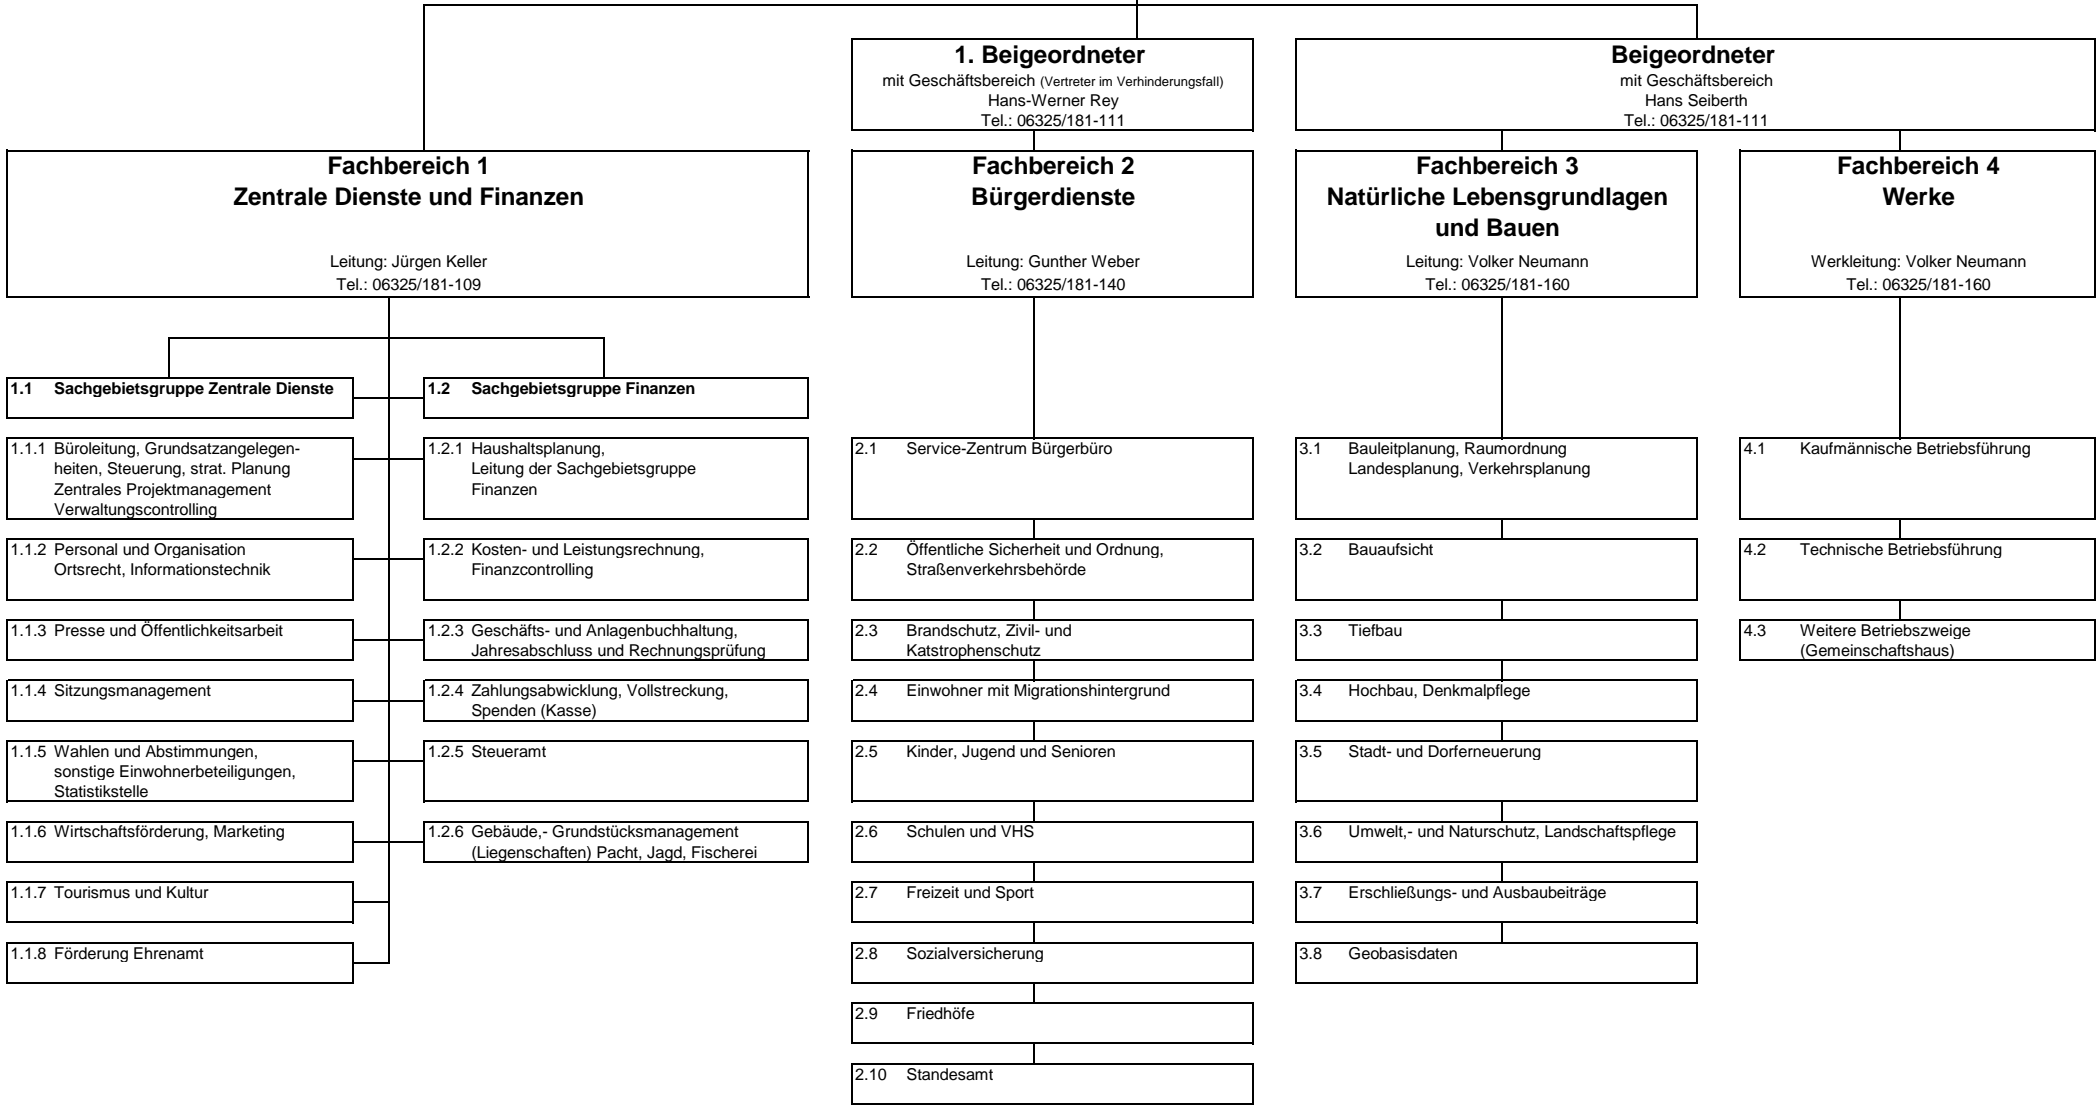 1. Beigeordneter
mit Geschäftsbereich (Vertreter im Verhinderungsfall)
Hans-Werner Rey
Tel.: 06325/181-111
Beigeordneter
mit Geschäftsbereich
Hans Seiberth
Tel.: 06325/181-111
Fachbereich 1
Zentrale Dienste und Finanzen
Leitung: Jürgen Keller
Tel.: 06325/181-109
Fachbereich 2
Bürgerdienste
Leitung: Gunther Weber
Tel.: 06325/181-140
Fachbereich 3
Natürliche Lebensgrundlagen
und Bauen
Leitung: Volker Neumann
Tel.: 06325/181-160
Fachbereich 4
Werke
Werkleitung: Volker Neumann
Tel.: 06325/181-160
1.1 Sachgebietsgruppe Zentrale Dienste
1.1.1 Büroleitung, Grundsatzangelegen-
heiten, Steuerung, strat. Planung
Zentrales Projektmanagement
Verwaltungscontrolling
1.1.2 Personal und Organisation
Ortsrecht, Informationstechnik
1.1.3 Presse und Öffentlichkeitsarbeit
1.1.4 Sitzungsmanagement
1.1.5 Wahlen und Abstimmungen,
sonstige Einwohnerbeteiligungen,
Statistikstelle
1.1.6 Wirtschaftsförderung, Marketing
1.1.7 Tourismus und Kultur
1.1.8 Förderung Ehrenamt
1.2 Sachgebietsgruppe Finanzen
1.2.1 Haushaltsplanung,
Leitung der Sachgebietsgruppe
Finanzen
1.2.2 Kosten- und Leistungsrechnung,
Finanzcontrolling
1.2.3 Geschäfts- und Anlagenbuchhaltung,
Jahresabschluss und Rechnungsprüfung
1.2.4 Zahlungsabwicklung, Vollstreckung,
Spenden (Kasse)
1.2.5 Steueramt
1.2.6 Gebäude,- Grundstücksmanagement
(Liegenschaften) Pacht, Jagd, Fischerei
2.1 Service-Zentrum Bürgerbüro
2.2 Öffentliche Sicherheit und Ordnung,
Straßenverkehrsbehörde
2.3 Brandschutz, Zivil- und
Katstrophenschutz
2.4 Einwohner mit Migrationshintergrund
2.5 Kinder, Jugend und Senioren
2.6 Schulen und VHS
2.7 Freizeit und Sport
2.8 Sozialversicherung
2.9 Friedhöfe
2.10 Standesamt
3.1 Bauleitplanung, Raumordnung
Landesplanung, Verkehrsplanung
3.2 Bauaufsicht
3.3 Tiefbau
3.4 Hochbau, Denkmalpflege
3.5 Stadt- und Dorferneuerung
3.6 Umwelt,- und Naturschutz, Landschaftspflege
3.7 Erschließungs- und Ausbaubeiträge
3.8 Geobasisdaten
4.1 Kaufmännische Betriebsführung
4.2 Technische Betriebsführung
4.3 Weitere Betriebszweige
(Gemeinschaftshaus)